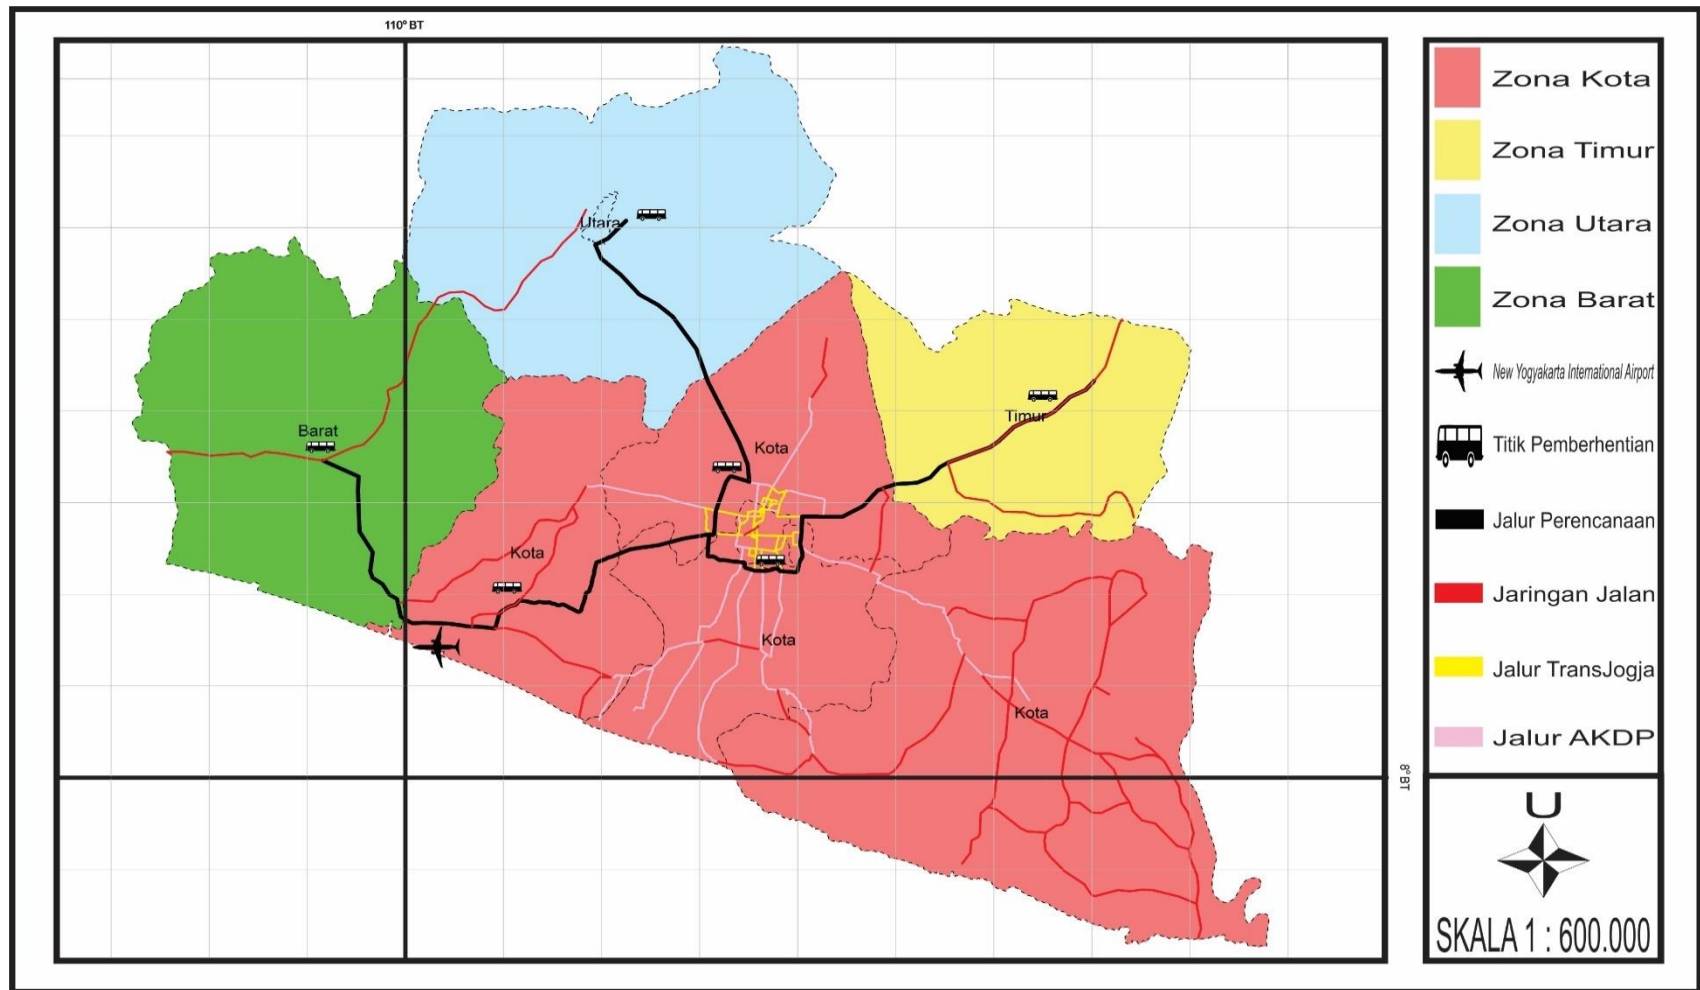 110° BT
Utara
Barat
Timur
Kota
Kota
Kota
Kota
8° BT
Zona Kota
Zona Timur
Zona Utara
Zona Barat
New Yogyakarta International Airport
Titik Pemberhentian
Jalur Perencanaan
Jaringan Jalan
Jalur TransJogja
Jalur AKDP
U
SKALA 1 : 600.000